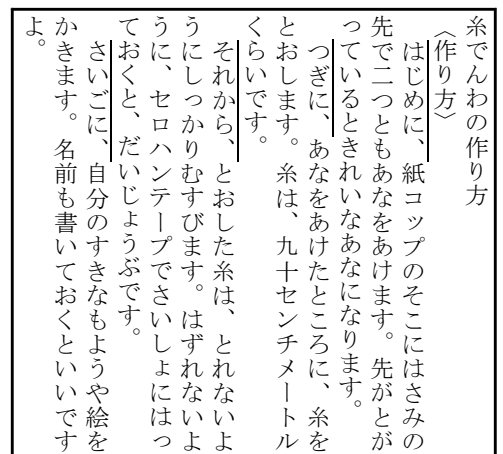 糸でんわの作り方
〈作り方〉
はじめに、紙コップのそこにはさみの
先で二つともあなをあけます。先がとが
っているときれいなあなになります。
つぎに、あなをあけたところに、糸を
とおします。糸は、九十センチメートル
くらいです。
それから、とおした糸は、とれないよ
うにしっかりむすびます。はずれないよ
うに、セロハンテープでさいしょにはっ
ておくと、だいじょうぶです。
さいごに、自分のすきなもようや絵を
かきます。名前も書いておくといいです
よ。